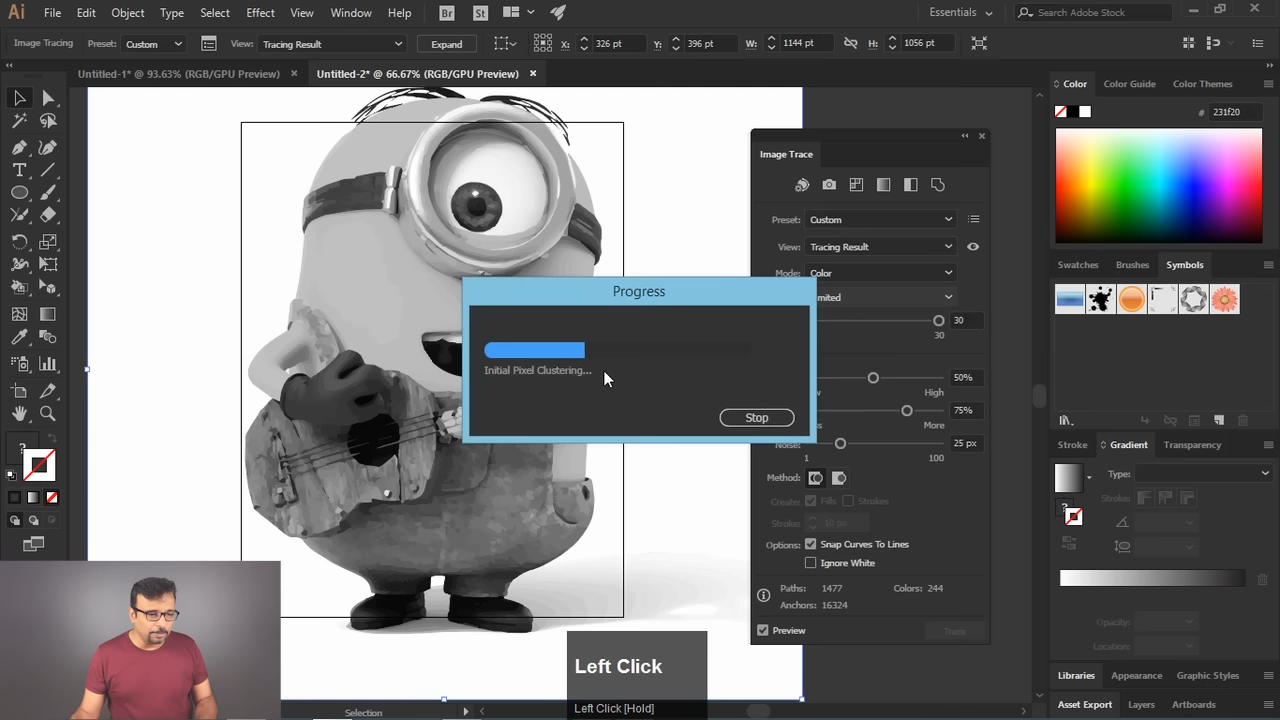 Ai File Edit Object Type Select Effect View Window Help Br St Essentials Search Adobe Stock
Image Tracing Preset: Custom View: Tracing Result Expand X: 326 pt Y: 396 pt W: 1144 pt H: 1056 pt
Untitled-1* @ 93.63% (RGB/GPU Preview) × Untitled-2* @ 66.67% (RGB/GPU Preview) ×
Color Color Guide Color Themes
# 231f20
Image Trace
Preset: Custom
View: Tracing Result
Mode: Color
30
30
50%
High
75%
More
Noise: 25 px
1 100
Method:
Create: Fills Strokes
Stroke: 10 px
Options: Snap Curves To Lines
Ignore White
Paths: 1477 Colors: 244
Anchors: 16324
Preview Trace
Progress
Initial Pixel Clustering...
Stop
Swatches Brushes Symbols
Stroke Gradient Transparency
Type:
Stroke:
Opacity:
Location:
Libraries Appearance Graphic Styles
Asset Export Layers Artboards
? 
Left Click
Left Click [Hold]
Selection